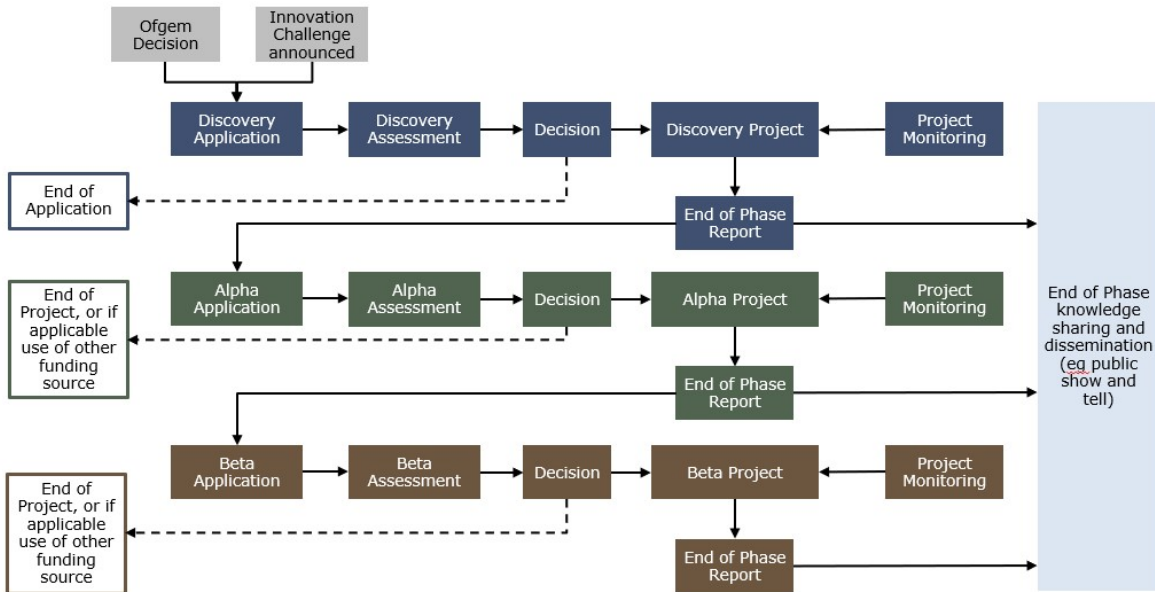 Ofgem
Decision
Innovation
Challenge
announced
Discovery
Application
Discovery
Assessment
Decision
Discovery Project
Project
Monitoring
End of
Application
End of Phase
Report
Alpha
Application
Alpha
Assessment
Decision
Alpha Project
Project
Monitoring
End of
Project, or if
applicable
use of other
funding
source
End of Phase
Report
End of Phase
knowledge
sharing and
dissemination
(eg public
show and
tell)
Beta
Application
Beta
Assessment
Decision
Beta Project
Project
Monitoring
End of
Project, or if
applicable
use of other
funding
source
End of Phase
Report